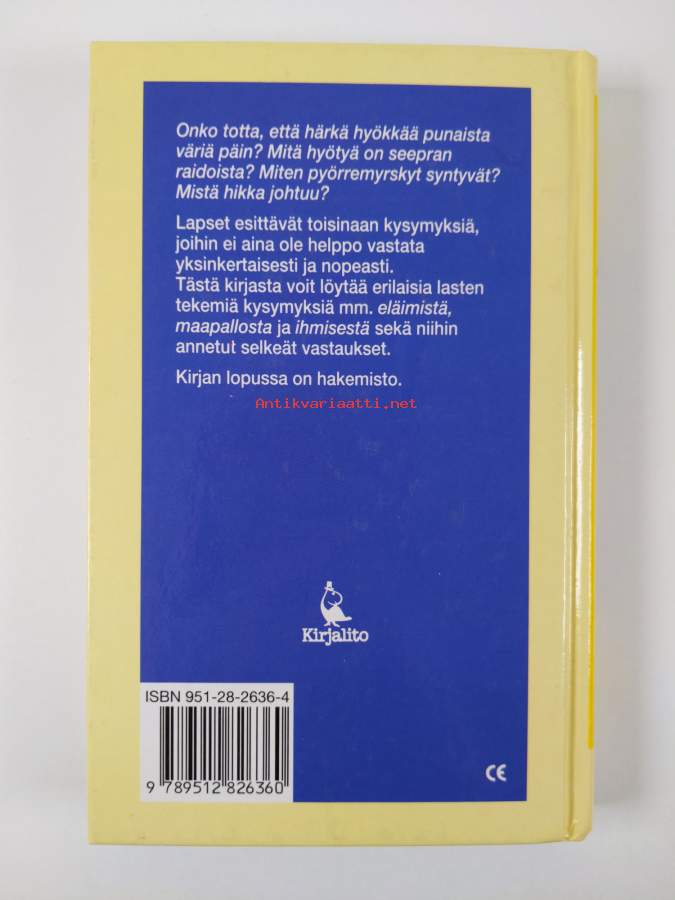 Onko totta, että härkä hyökkää punaista
väriä päin? Mitä hyötyä on seepran
raidoista? Miten pyörremyrskyt syntyvät?
Mistä hikka johtuu?
Lapset esittävät toisinaan kysymyksiä,
joihin ei aina ole helppo vastata
yksinkertaisesti ja nopeasti.
Tästä kirjasta voit löytää erilaisia lasten
tekemiä kysymyksiä mm. eläimistä,
maapallosta ja ihmisestä sekä niihin
annetut selkeät vastaukset.
Kirjan lopussa on hakemisto.
Antikvariaatti.net
Kirjalito
ISBN 951-28-2636-4
9 789512 826360
CE